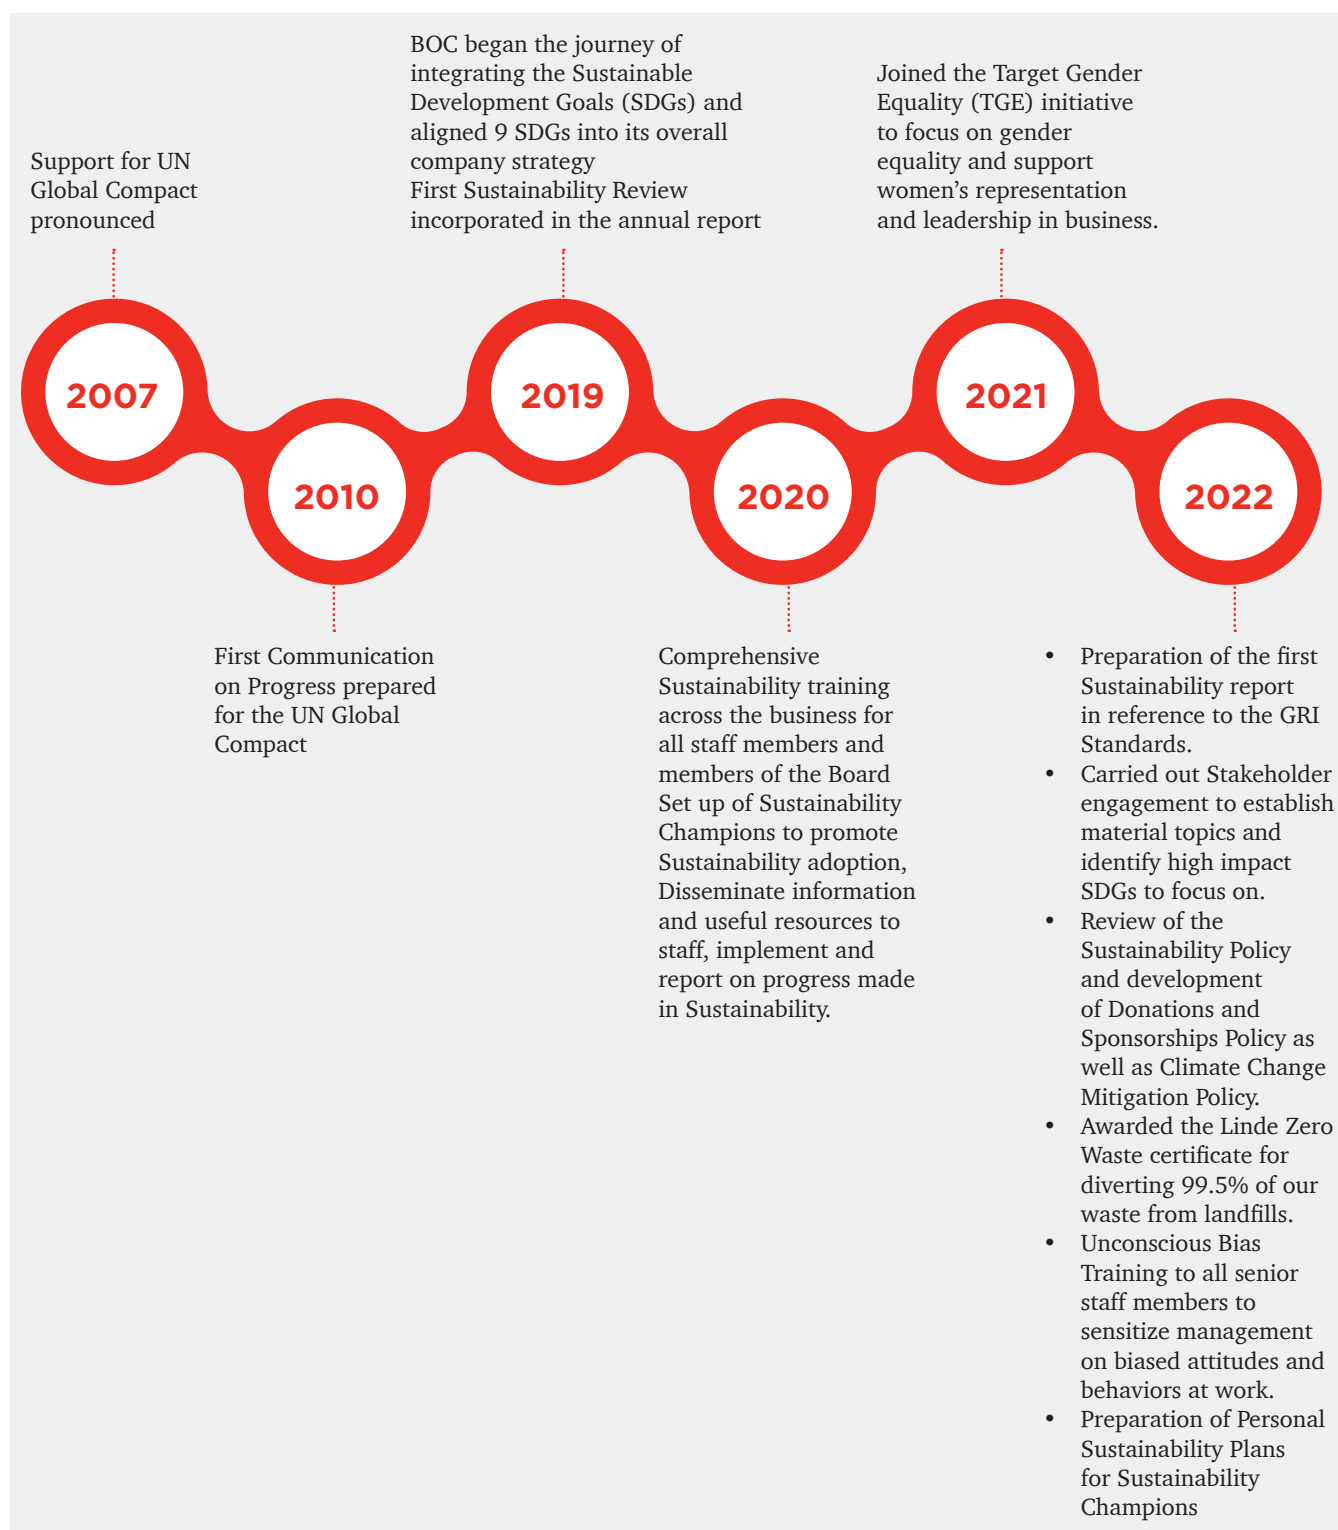 Support for UN
Global Compact
pronounced
2007
First Communication
on Progress prepared
for the UN Global
Compact
2010
BOC began the journey of
integrating the Sustainable
Development Goals (SDGs) and
aligned 9 SDGs into its overall
company strategy
First Sustainability Review
incorporated in the annual report
2019
Comprehensive
Sustainability training
across the business for
all staff members and
members of the Board
Set up of Sustainability
Champions to promote
Sustainability adoption,
Disseminate information
and useful resources to
staff, implement and
report on progress made
in Sustainability.
2020
Joined the Target Gender
Equality (TGE) initiative
to focus on gender
equality and support
women’s representation
and leadership in business.
2021
2022
• Preparation of the first
Sustainability report
in reference to the GRI
Standards.
• Carried out Stakeholder
engagement to establish
material topics and
identify high impact
SDGs to focus on.
• Review of the
Sustainability Policy
and development
of Donations and
Sponsorships Policy as
well as Climate Change
Mitigation Policy.
• Awarded the Linde Zero
Waste certificate for
diverting 99.5% of our
waste from landfills.
• Unconscious Bias
Training to all senior
staff members to
sensitize management
on biased attitudes and
behaviors at work.
• Preparation of Personal
Sustainability Plans
for Sustainability
Champions